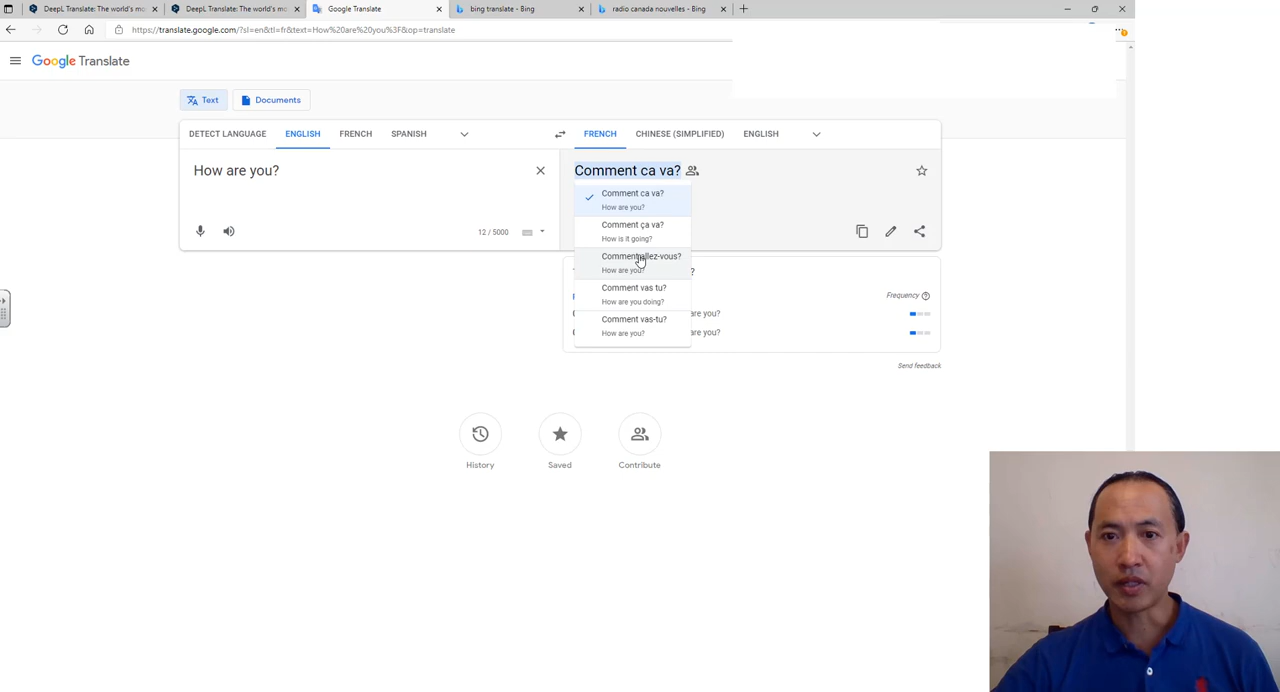 DeepL Translate: The world's mo
DeepL Translate: The world's mo
Google Translate
bing translate - Bing
radio canada nouvelles - Bing
https://translate.google.com/?sl=en&tl=fr&text=How%20are%20you%3F&op=translate
Google Translate
Text
Documents
DETECT LANGUAGE
ENGLISH
FRENCH
SPANISH
FRENCH
CHINESE (SIMPLIFIED)
ENGLISH
How are you?
Comment ca va?
Comment ca va?
How are you?
Comment ça va?
How is it going?
12 / 5000
Comment allez-vous?
How are you?
?
Comment vas tu?
How are you doing?
Frequency
are you?
Comment vas-tu?
How are you?
are you?
Send feedback
History
Saved
Contribute